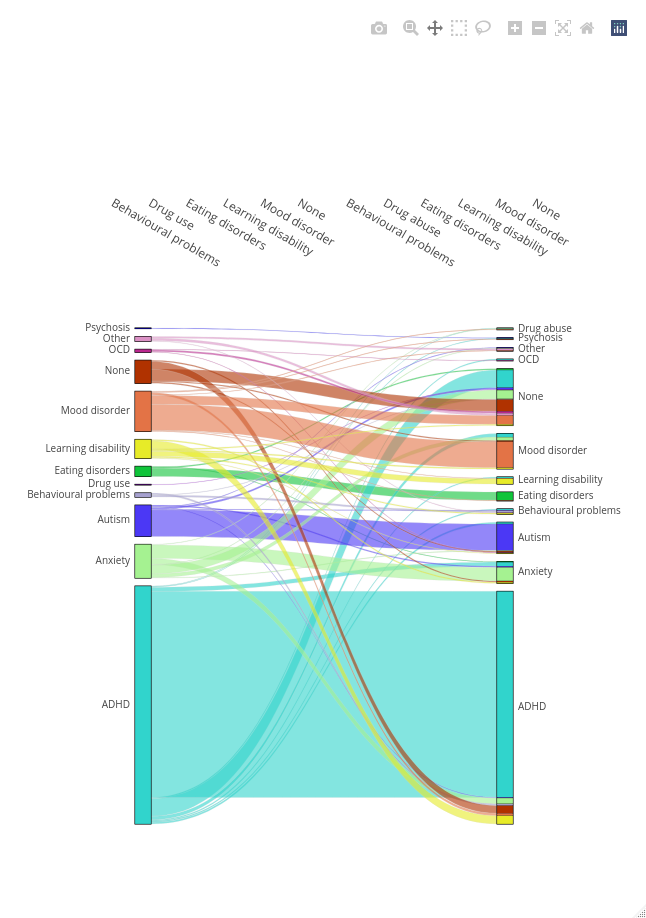 Behavioural problems
Drug use
Eating disorders
Learning disability
Mood disorder
None
Behavioural problems
Drug abuse
Eating disorders
Learning disability
Mood disorder
None
Psychosis
Other
OCD
None
Mood disorder
Learning disability
Eating disorders
Drug use
Behavioural problems
Autism
Anxiety
ADHD
Drug abuse
Psychosis
Other
OCD
None
Mood disorder
Learning disability
Eating disorders
Behavioural problems
Autism
Anxiety
ADHD